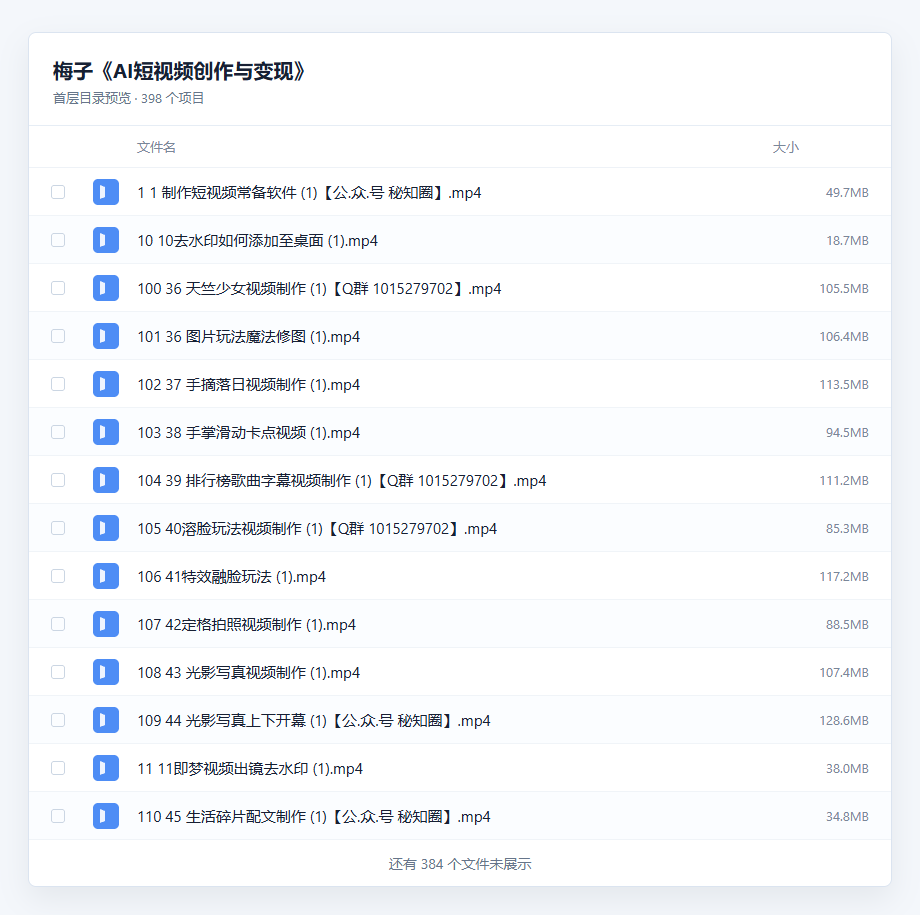 梅子《AI短视频创作与变现》
首层目录预览 · 398 个项目
文件名 大小
1 1 制作短视频常备软件 (1)【公.众.号 秘知圈】.mp4 49.7MB
10 10去水印如何添加至桌面 (1).mp4 18.7MB
100 36 天竺少女视频制作 (1)【Q群 1015279702】.mp4 105.5MB
101 36 图片玩法魔法修图 (1).mp4 106.4MB
102 37 手摘落日视频制作 (1).mp4 113.5MB
103 38 手掌滑动卡点视频 (1).mp4 94.5MB
104 39 排行榜歌曲字幕视频制作 (1)【Q群 1015279702】.mp4 111.2MB
105 40溶脸玩法视频制作 (1)【Q群 1015279702】.mp4 85.3MB
106 41特效融脸玩法 (1).mp4 117.2MB
107 42定格拍照视频制作 (1).mp4 88.5MB
108 43 光影写真视频制作 (1).mp4 107.4MB
109 44 光影写真上下开幕 (1)【公.众.号 秘知圈】.mp4 128.6MB
11 11即梦视频出镜去水印 (1).mp4 38.0MB
110 45 生活碎片配文制作 (1)【公.众.号 秘知圈】.mp4 34.8MB
还有 384 个文件未展示